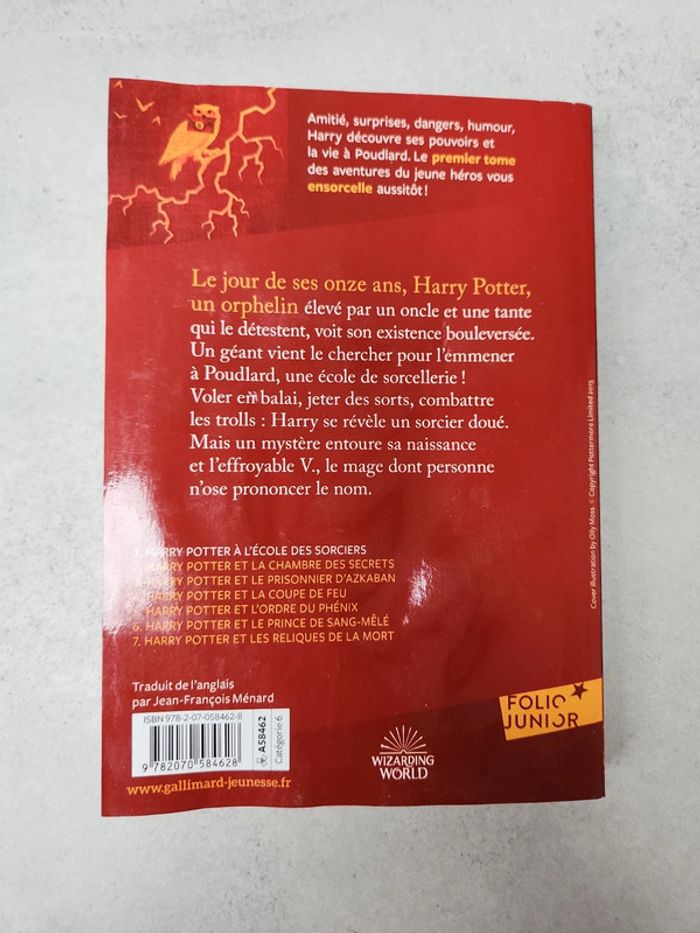 Amitié, surprises, dangers, humour,
Harry découvre ses pouvoirs et
la vie à Poudlard. Le premier tome
des aventures du jeune héros vous
ensorcelle aussitôt !
Le jour de ses onze ans, Harry Potter,
un orphelin élevé par un oncle et une tante
qui le détestent, voit son existence bouleversée.
Un géant vient le chercher pour l'emmener
à Poudlard, une école de sorcellerie !
Voler en balai, jeter des sorts, combattre
les trolls : Harry se révèle un sorcier doué.
Mais un mystère entoure sa naissance
et l'effroyable V., le mage dont personne
n'ose prononcer le nom.
1. HARRY POTTER À L'ÉCOLE DES SORCIERS
2. HARRY POTTER ET LA CHAMBRE DES SECRETS
3. HARRY POTTER ET LE PRISONNIER D'AZKABAN
4. HARRY POTTER ET LA COUPE DE FEU
5. HARRY POTTER ET L'ORDRE DU PHÉNIX
6. HARRY POTTER ET LE PRINCE DE SANG-MÊLÉ
7. HARRY POTTER ET LES RELIQUES DE LA MORT
Traduit de l'anglais
par Jean-François Ménard
ISBN 978-2-07-058462-8
9 782070 584628
A58462
Catégorie 6
www.gallimard-jeunesse.fr
WIZARDING
WORLD
FOLIO
JUNIOR
Cover illustration by Olly Moss. © Copyright Pottermore Limited 2015